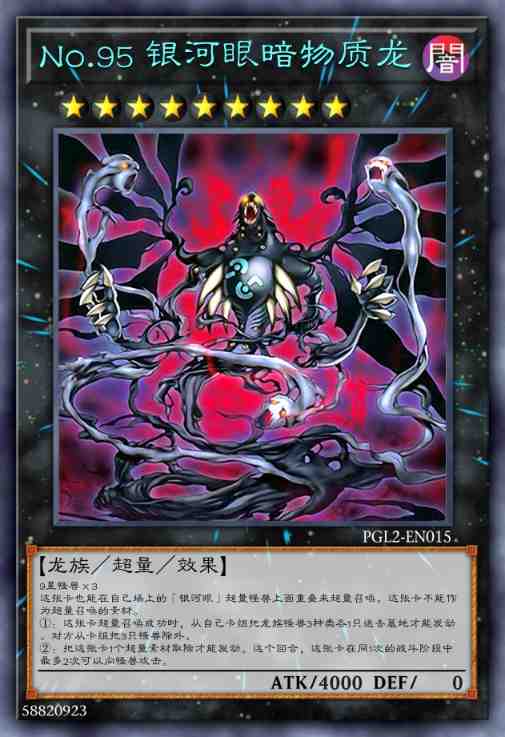 No.95 银河眼暗物质龙 闇
PGL2-EN015
【龙族／超量／效果】
9星怪兽×3
这张卡也能在自己场上的「银河眼」超量怪兽上面重叠来超量召唤。这张卡不能作
为超量召唤的素材。
①：这张卡超量召唤成功时，从自己卡组把龙族怪兽3种类各1只送去墓地才能发动
。对方从卡组把3只怪兽除外。
②：把这张卡1个超量素材取除才能发动。这个回合，这张卡在同1次的战斗阶段中
最多2次可以向怪兽攻击。
ATK/4000 DEF/ 0
58820923